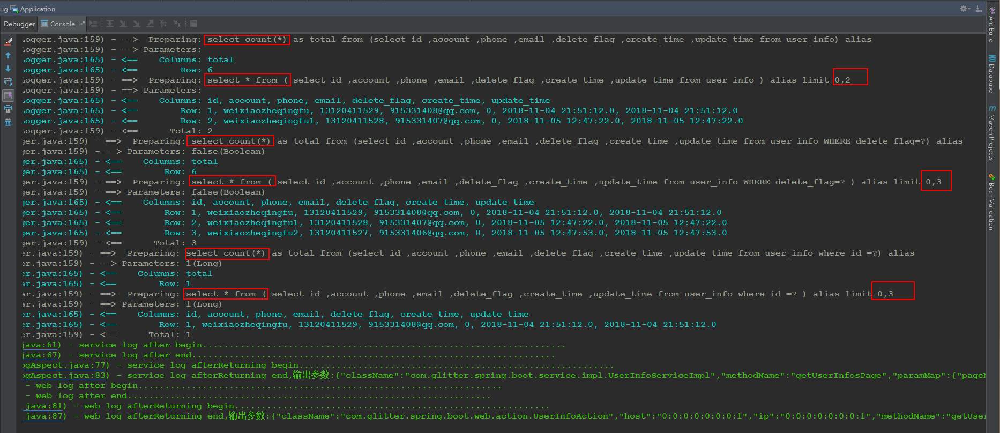 ug Application
Debugger Console
ogger.java:159) - ==>  Preparing: select count(*) as total from (select id ,account ,phone ,email ,delete_flag ,create_time ,update_time from user_info) alias
ogger.java:159) - ==> Parameters:
ogger.java:165) - <==    Columns: total
ogger.java:165) - <==        Row: 6
ogger.java:159) - ==>  Preparing: select * from ( select id ,account ,phone ,email ,delete_flag ,create_time ,update_time from user_info ) alias limit 0,2
ogger.java:159) - ==> Parameters:
ogger.java:165) - <==    Columns: id, account, phone, email, delete_flag, create_time, update_time
ogger.java:165) - <==        Row: 1, weixiaozheqingfu, 13120411529, 915331408@qq.com, 0, 2018-11-04 21:51:12.0, 2018-11-04 21:51:12.0
ogger.java:165) - <==        Row: 2, weixiaozheqingfu1, 13120411528, 915331407@qq.com, 0, 2018-11-05 12:47:22.0, 2018-11-05 12:47:22.0
ogger.java:159) - <==      Total: 2
ger.java:159) - ==>  Preparing: select count(*) as total from (select id ,account ,phone ,email ,delete_flag ,create_time ,update_time from user_info WHERE delete_flag=?) alias
ger.java:159) - ==> Parameters: false(Boolean)
ger.java:165) - <==    Columns: total
ger.java:165) - <==        Row: 6
ger.java:159) - ==>  Preparing: select * from ( select id ,account ,phone ,email ,delete_flag ,create_time ,update_time from user_info WHERE delete_flag=? ) alias limit 0,3
ger.java:159) - ==> Parameters: false(Boolean)
ger.java:165) - <==    Columns: id, account, phone, email, delete_flag, create_time, update_time
ger.java:165) - <==        Row: 1, weixiaozheqingfu, 13120411529, 915331408@qq.com, 0, 2018-11-04 21:51:12.0, 2018-11-04 21:51:12.0
ger.java:165) - <==        Row: 2, weixiaozheqingfu1, 13120411528, 915331407@qq.com, 0, 2018-11-05 12:47:22.0, 2018-11-05 12:47:22.0
ger.java:165) - <==        Row: 3, weixiaozheqingfu2, 13120411527, 915331406@qq.com, 0, 2018-11-05 12:47:53.0, 2018-11-05 12:47:53.0
ger.java:159) - <==      Total: 3
er.java:159) - ==>  Preparing: select count(*) as total from (select id ,account ,phone ,email ,delete_flag ,create_time ,update_time from user_info where id =?) alias
er.java:159) - ==> Parameters: 1(Long)
er.java:165) - <==    Columns: total
er.java:165) - <==        Row: 1
er.java:159) - ==>  Preparing: select * from ( select id ,account ,phone ,email ,delete_flag ,create_time ,update_time from user_info where id =? ) alias limit 0,3
er.java:159) - ==> Parameters: 1(Long)
er.java:165) - <==    Columns: id, account, phone, email, delete_flag, create_time, update_time
er.java:165) - <==        Row: 1, weixiaozheqingfu, 13120411529, 915331408@qq.com, 0, 2018-11-04 21:51:12.0, 2018-11-04 21:51:12.0
er.java:159) - <==      Total: 1
java:61) - service log after begin....................................................................
java:67) - service log after end....................................................................
ogAspect.java:77) - service log afterReturning begin...........................................................
ogAspect.java:83) - service log afterReturning end,输出参数:{"className":"com.glitter.spring.boot.service.impl.UserInfoServiceImpl","methodName":"getUserInfosPage","paramMap":{"pageN
- web log after begin....................................................................
- web log after end....................................................................
java:81) - web log afterReturning begin...........................................................
java:87) - web log afterReturning end,输出参数:{"className":"com.glitter.spring.boot.web.action.UserInfoAction","host":"0:0:0:0:0:0:0:1","ip":"0:0:0:0:0:0:0:1","methodName":"getUser
Ant Build
Database
Maven Projects
Bean Validation